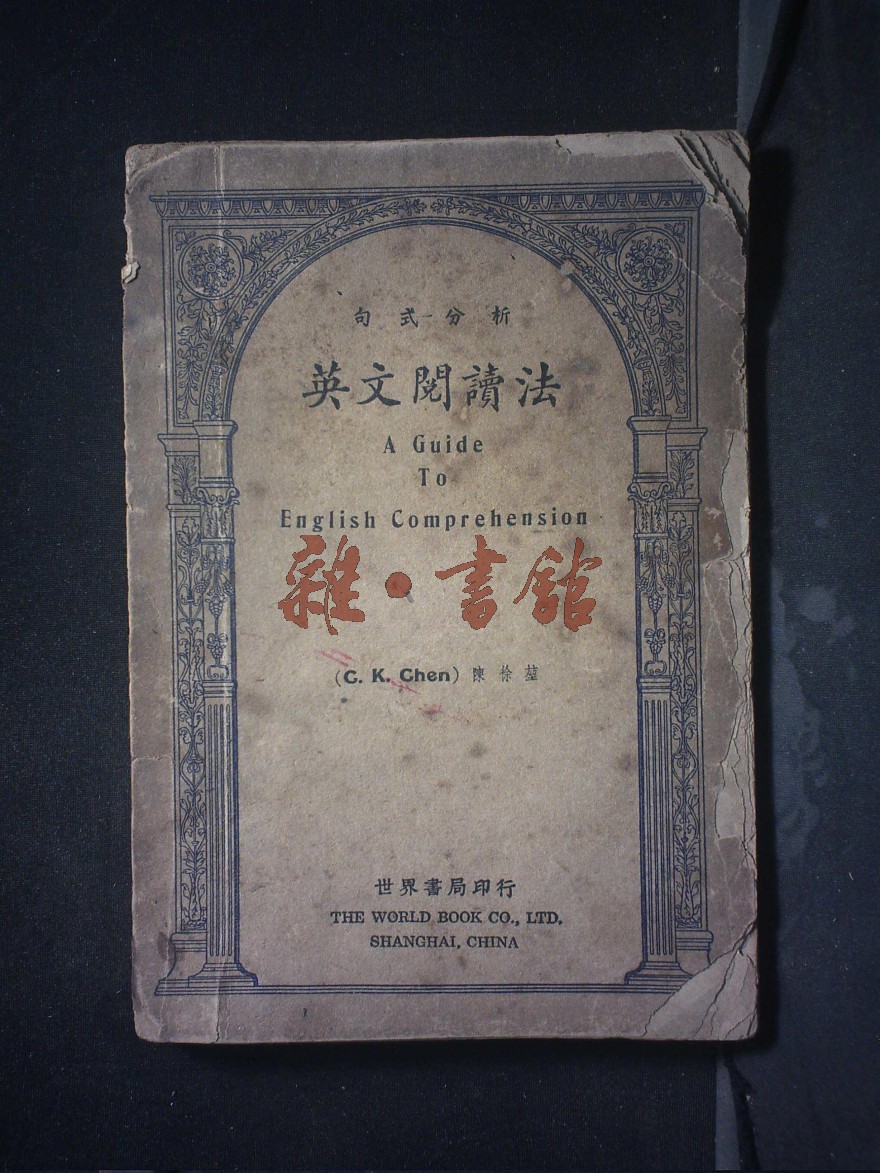 句式分析
英文閱讀法
A Guide
To
English Comprehension
雜·書館
(C. K. Chen) 陳徐堃
世界書局印行
THE WORLD BOOK CO., LTD.
SHANGHAI, CHINA